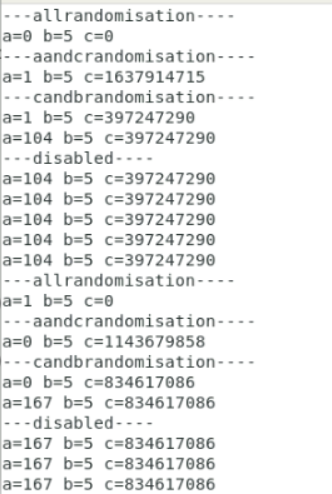 ---allrandomisation----
a=0 b=5 c=0
---aandcrandomisation----
a=1 b=5 c=1637914715
---candbrandomisation----
a=1 b=5 c=397247290
a=104 b=5 c=397247290
---disabled----
a=104 b=5 c=397247290
a=104 b=5 c=397247290
a=104 b=5 c=397247290
a=104 b=5 c=397247290
a=104 b=5 c=397247290
---allrandomisation----
a=1 b=5 c=0
---aandcrandomisation----
a=0 b=5 c=1143679858
---candbrandomisation----
a=0 b=5 c=834617086
a=167 b=5 c=834617086
---disabled----
a=167 b=5 c=834617086
a=167 b=5 c=834617086
a=167 b=5 c=834617086